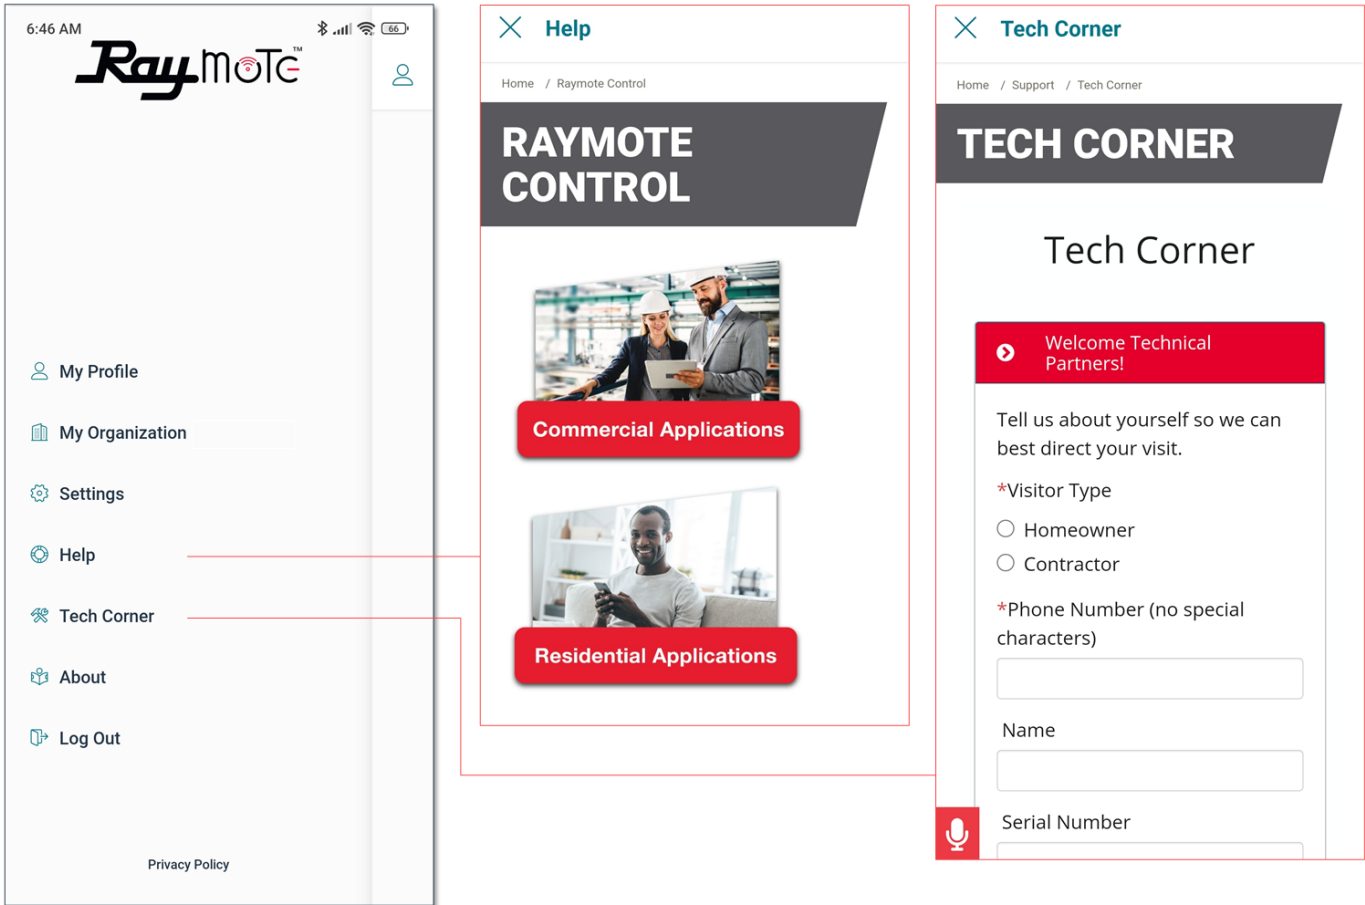 6:46 AM
66
Raymote™
My Profile
My Organization
Settings
Help
Tech Corner
About
Log Out
Privacy Policy
Help
Home / Raymote Control
RAYMOTE
CONTROL
Commercial Applications
Residential Applications
Tech Corner
Home / Support / Tech Corner
TECH CORNER
Tech Corner
Welcome Technical
Partners!
Tell us about yourself so we can
best direct your visit.
*Visitor Type
Homeowner
Contractor
*Phone Number (no special
characters)
Name
Serial Number